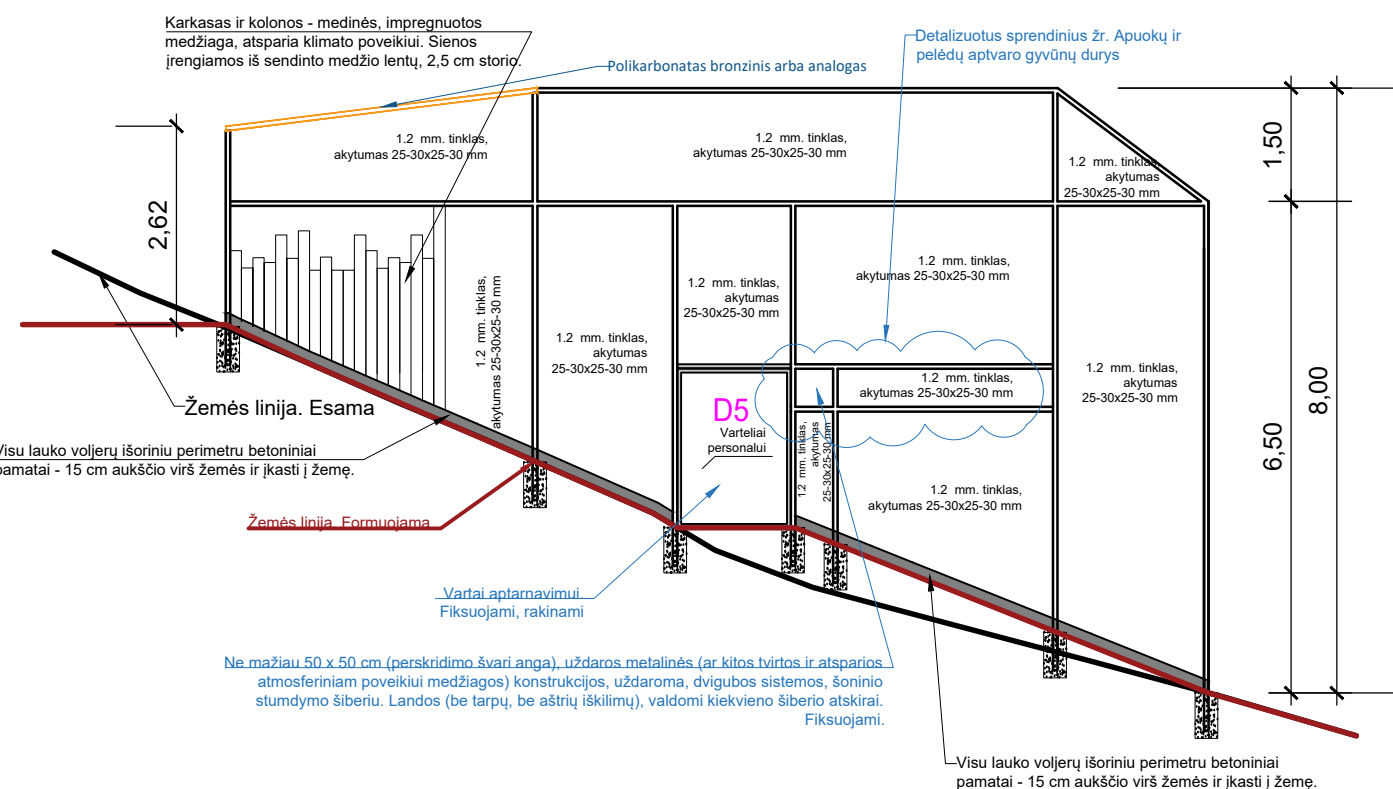 Karkasas ir kolonos - medinės, impregnuotos
medžiaga, atsparia klimato poveikiui. Sienos
įrengiamos iš sendinto medžio lentų, 2,5 cm storio.
Detalizuotus sprendinius žr. Apuokų ir
pelėdų aptvaro gyvūnų durys
Polikarbonatas bronzinis arba analogas
1.2 mm. tinklas,
akytumas 25-30x25-30 mm
1.2 mm. tinklas,
akytumas 25-30x25-30 mm
1.2 mm. tinklas,
akytumas
25-30x25-30 mm
1,50
2,62
8,00
6,50
1.2 mm. tinklas,
akytumas 25-30x25-30 mm
1.2 mm. tinklas,
akytumas
25-30x25-30 mm
1.2 mm. tinklas,
akytumas
25-30x25-30 mm
1.2 mm. tinklas,
akytumas 25-30x25-30 mm
1.2 mm. tinklas,
akytumas 25-30x25-30 mm
1.2 mm. tinklas,
akytumas
25-30x25-30 mm
Žemės linija. Esama
D5
Varteliai
personalui
1.2 mm. tinklas,
akytumas
25-30x25-30 mm
1.2 mm. tinklas,
akytumas 25-30x25-30 mm
Visu lauko voljerų išoriniu perimetru betoniniai
pamatai - 15 cm aukščio virš žemės ir įkasti į žemę.
Žemės linija. Formuojama
Vartai aptarnavimui.
Fiksuojami, rakinami
Ne mažiau 50 x 50 cm (perskridimo švari anga), uždaros metalinės (ar kitos tvirtos ir atsparios
atmosferiniam poveikiui medžiagos) konstrukcijos, uždaroma, dvigubos sistemos, šoninio
stumdymo šiberiu. Landos (be tarpų, be aštrių iškilimų), valdomi kiekvieno šiberio atskirai.
Fiksuojami.
Visu lauko voljerų išoriniu perimetru betoniniai
pamatai - 15 cm aukščio virš žemės ir įkasti į žemę.